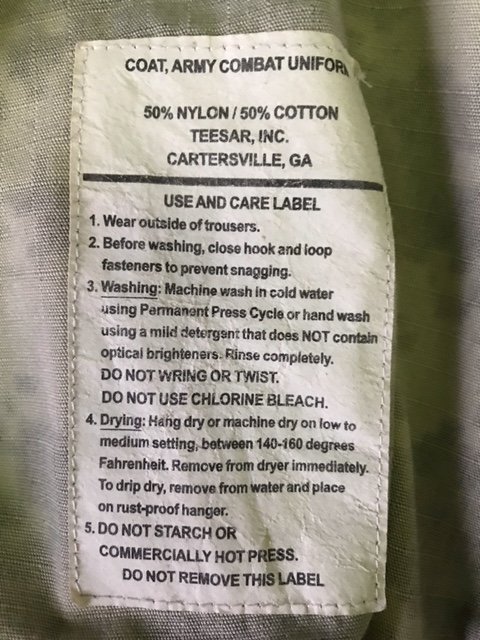 COAT, ARMY COMBAT UNIFORM
50% NYLON / 50% COTTON
TEESAR, INC.
CARTERSVILLE, GA
USE AND CARE LABEL
1. Wear outside of trousers.
2. Before washing, close hook and loop
fasteners to prevent snagging.
3. Washing: Machine wash in cold water
using Permanent Press Cycle or hand wash
using a mild detergent that does NOT contain
optical brighteners. Rinse completely.
DO NOT WRING OR TWIST.
DO NOT USE CHLORINE BLEACH.
4. Drying: Hang dry or machine dry on low to
medium setting, between 140-160 degrees
Fahrenheit. Remove from dryer immediately.
To drip dry, remove from water and place
on rust-proof hanger.
5. DO NOT STARCH OR
COMMERCIALLY HOT PRESS.
DO NOT REMOVE THIS LABEL